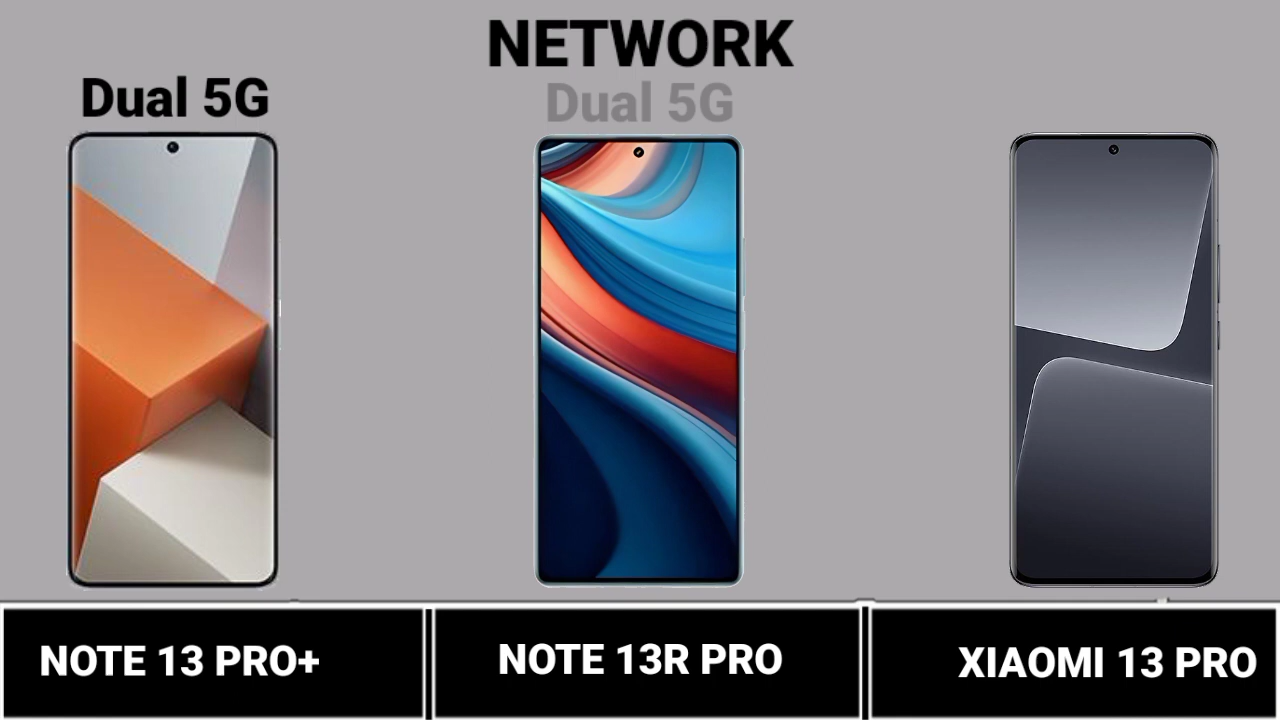 NETWORK
Dual 5G
Dual 5G
NOTE 13 PRO+
NOTE 13R PRO
XIAOMI 13 PRO